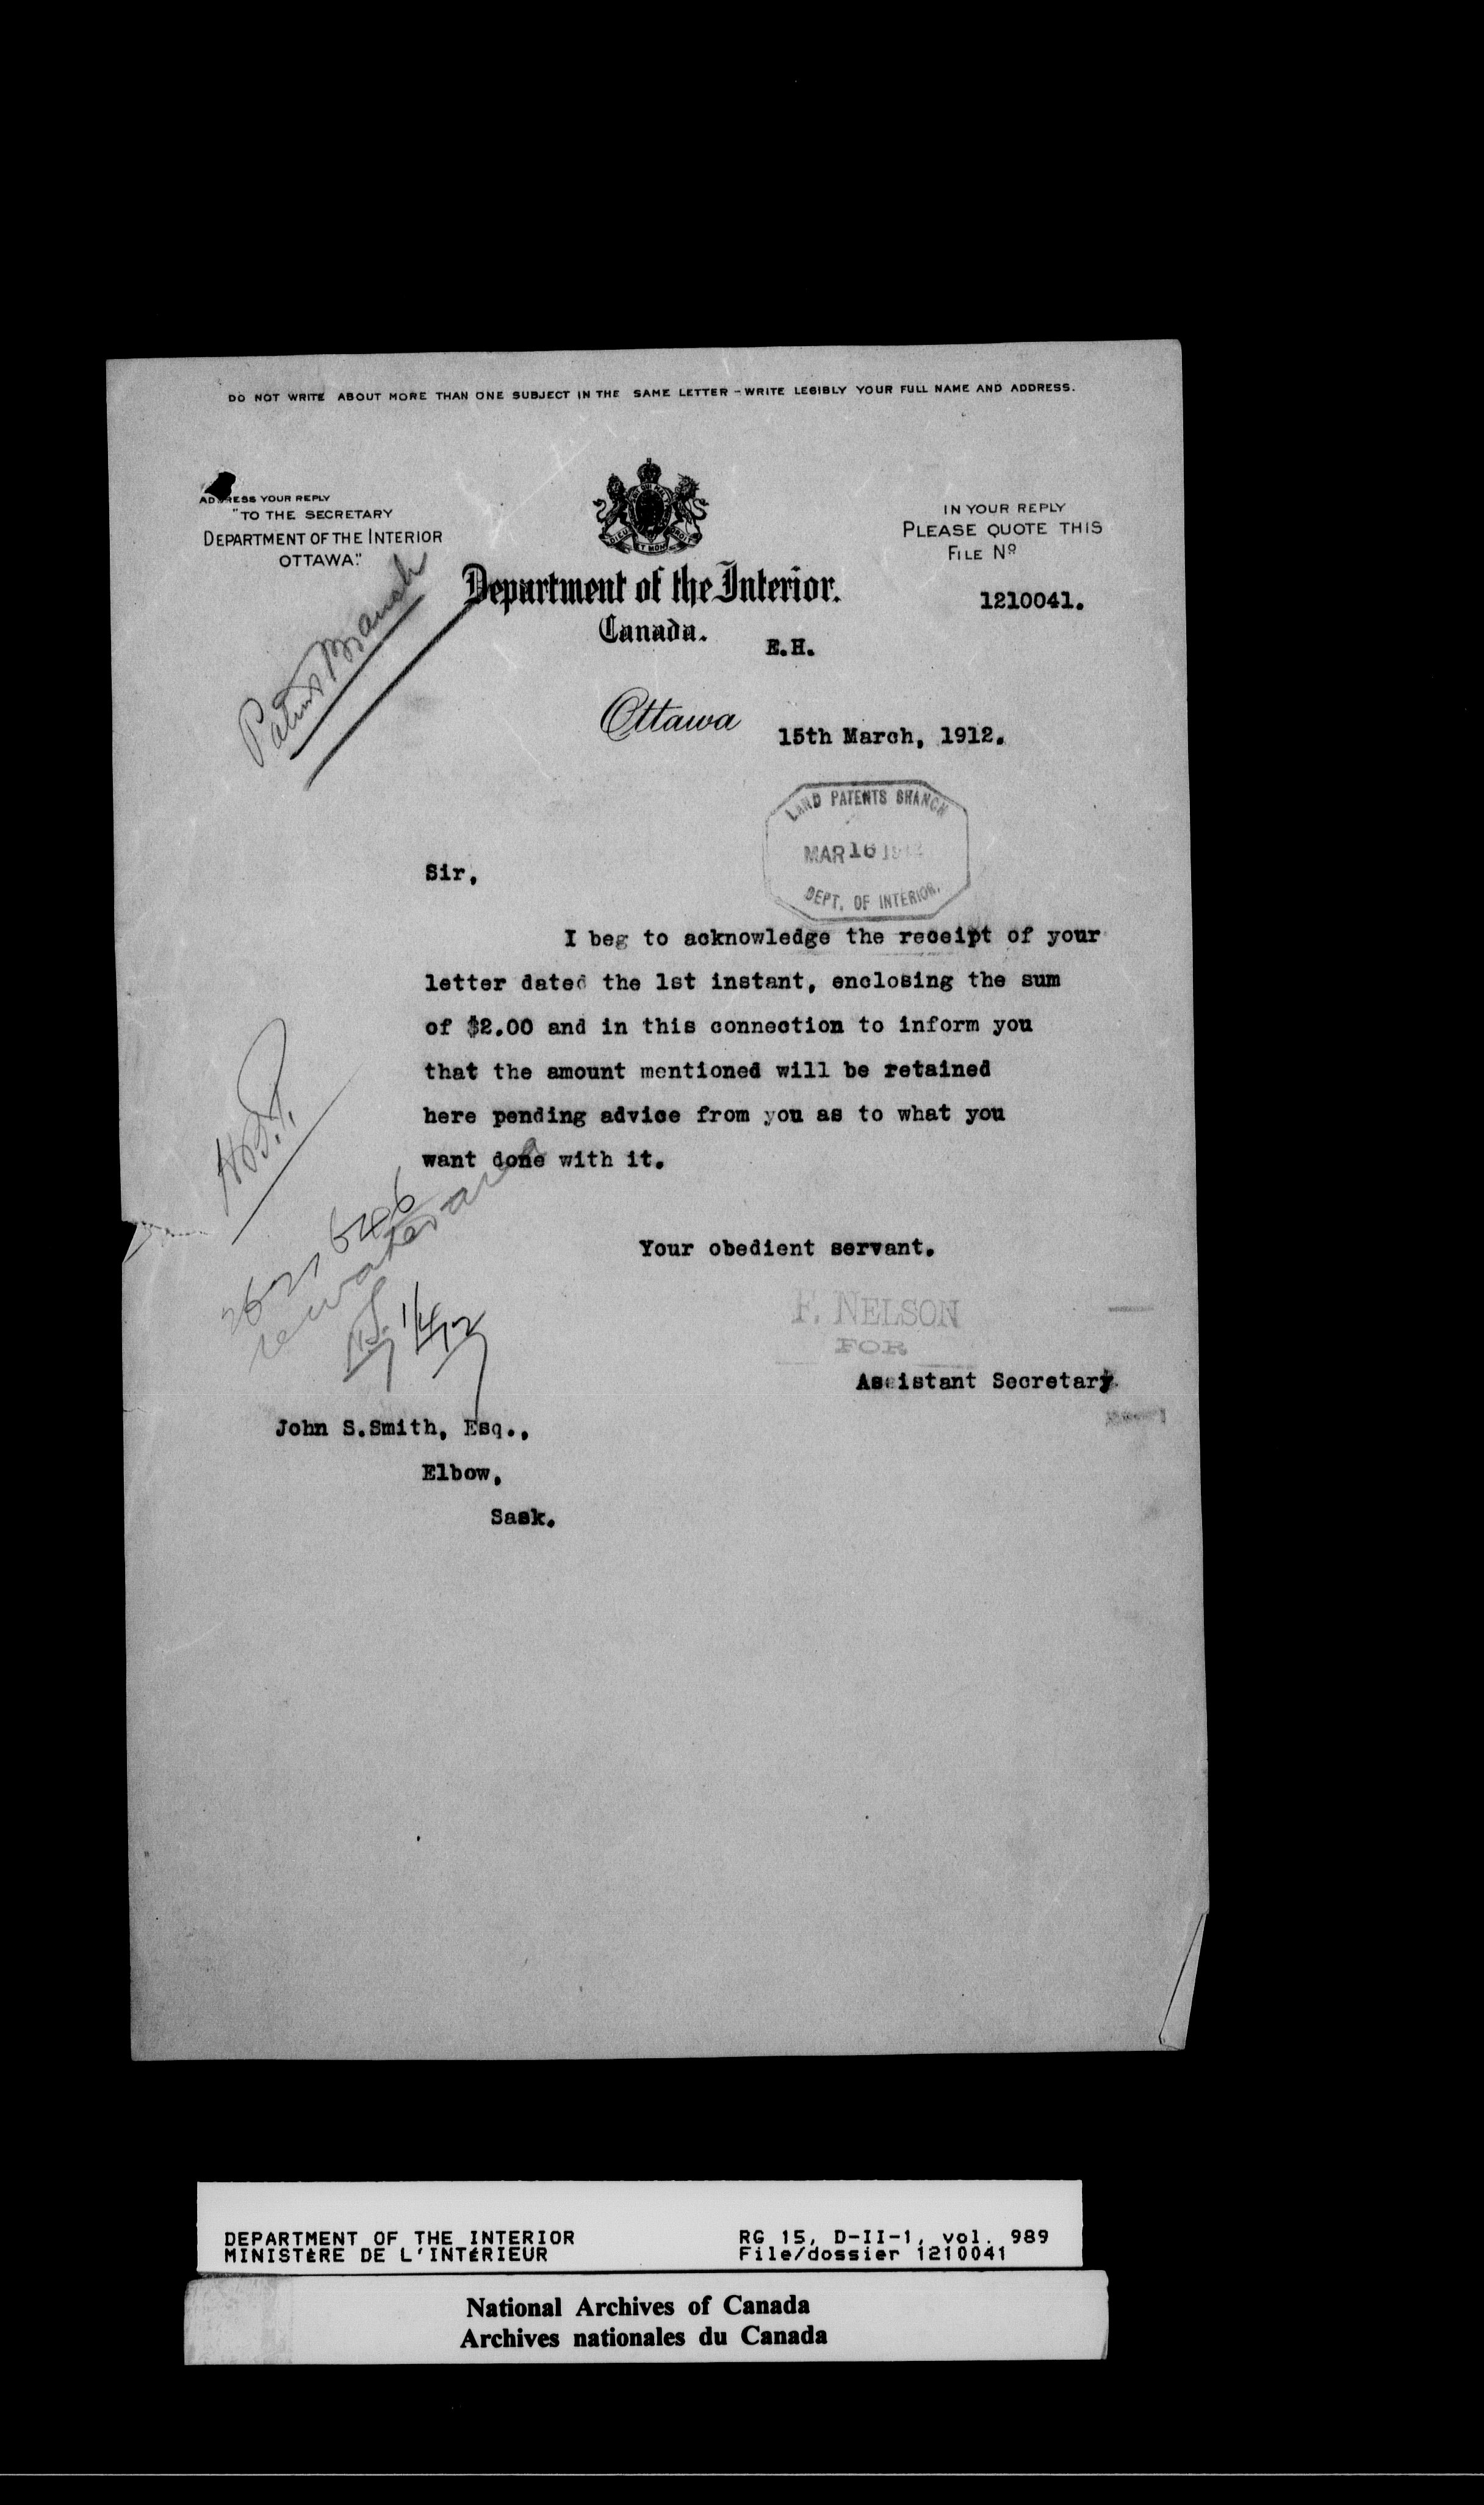 DO NOT WRITE ABOUT MORE THAN ONE SUBJECT IN THE SAME LETTER - WRITE LEGIBLY YOUR FULL NAME AND ADDRESS.
ADDRESS YOUR REPLY
"TO THE SECRETARY
DEPARTMENT OF THE INTERIOR
OTTAWA."
IN YOUR REPLY
PLEASE QUOTE THIS
FILE No
1210041.
Department of the Interior.
Canada.
E.H.
Patent Branch
Ottawa 15th March, 1912.
LAND PATENTS BRANCH
MAR 16 1912
DEPT. OF INTERIOR.
Sir,
I beg to acknowledge the receipt of your
letter dated the 1st instant, enclosing the sum
of $2.00 and in this connection to inform you
that the amount mentioned will be retained
here pending advice from you as to what you
want done with it.
Your obedient servant.
F. NELSON
FOR
Assistant Secretary.
1/4/12
John S.Smith, Esq.,
Elbow,
Sask.
DEPARTMENT OF THE INTERIOR
MINISTÈRE DE L'INTÉRIEUR
RG 15, D-II-1, vol. 989
File/dossier 1210041
National Archives of Canada
Archives nationales du Canada